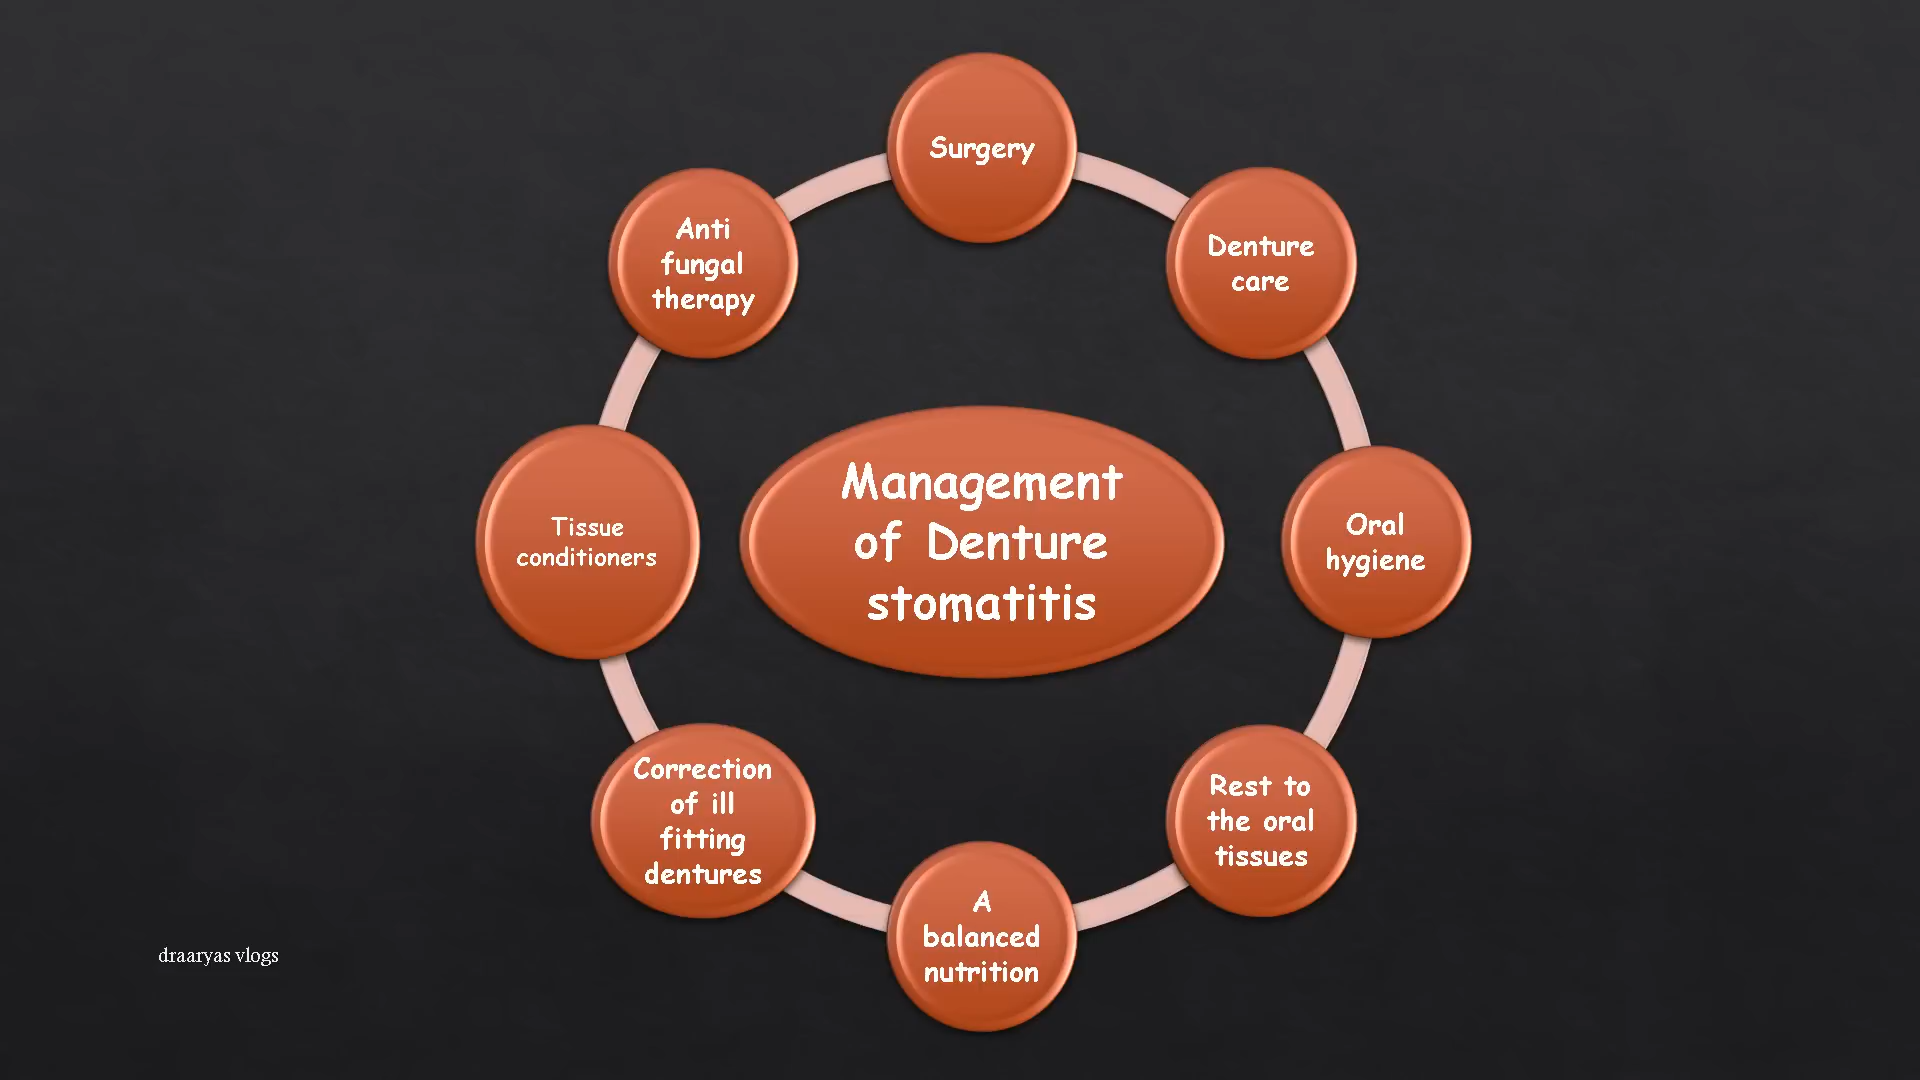 Surgery
Denture
care
Oral
hygiene
Rest to
the oral
tissues
A
balanced
nutrition
Correction
of ill
fitting
dentures
Tissue
conditioners
Anti
fungal
therapy
Management
of Denture
stomatitis
draaryas vlogs